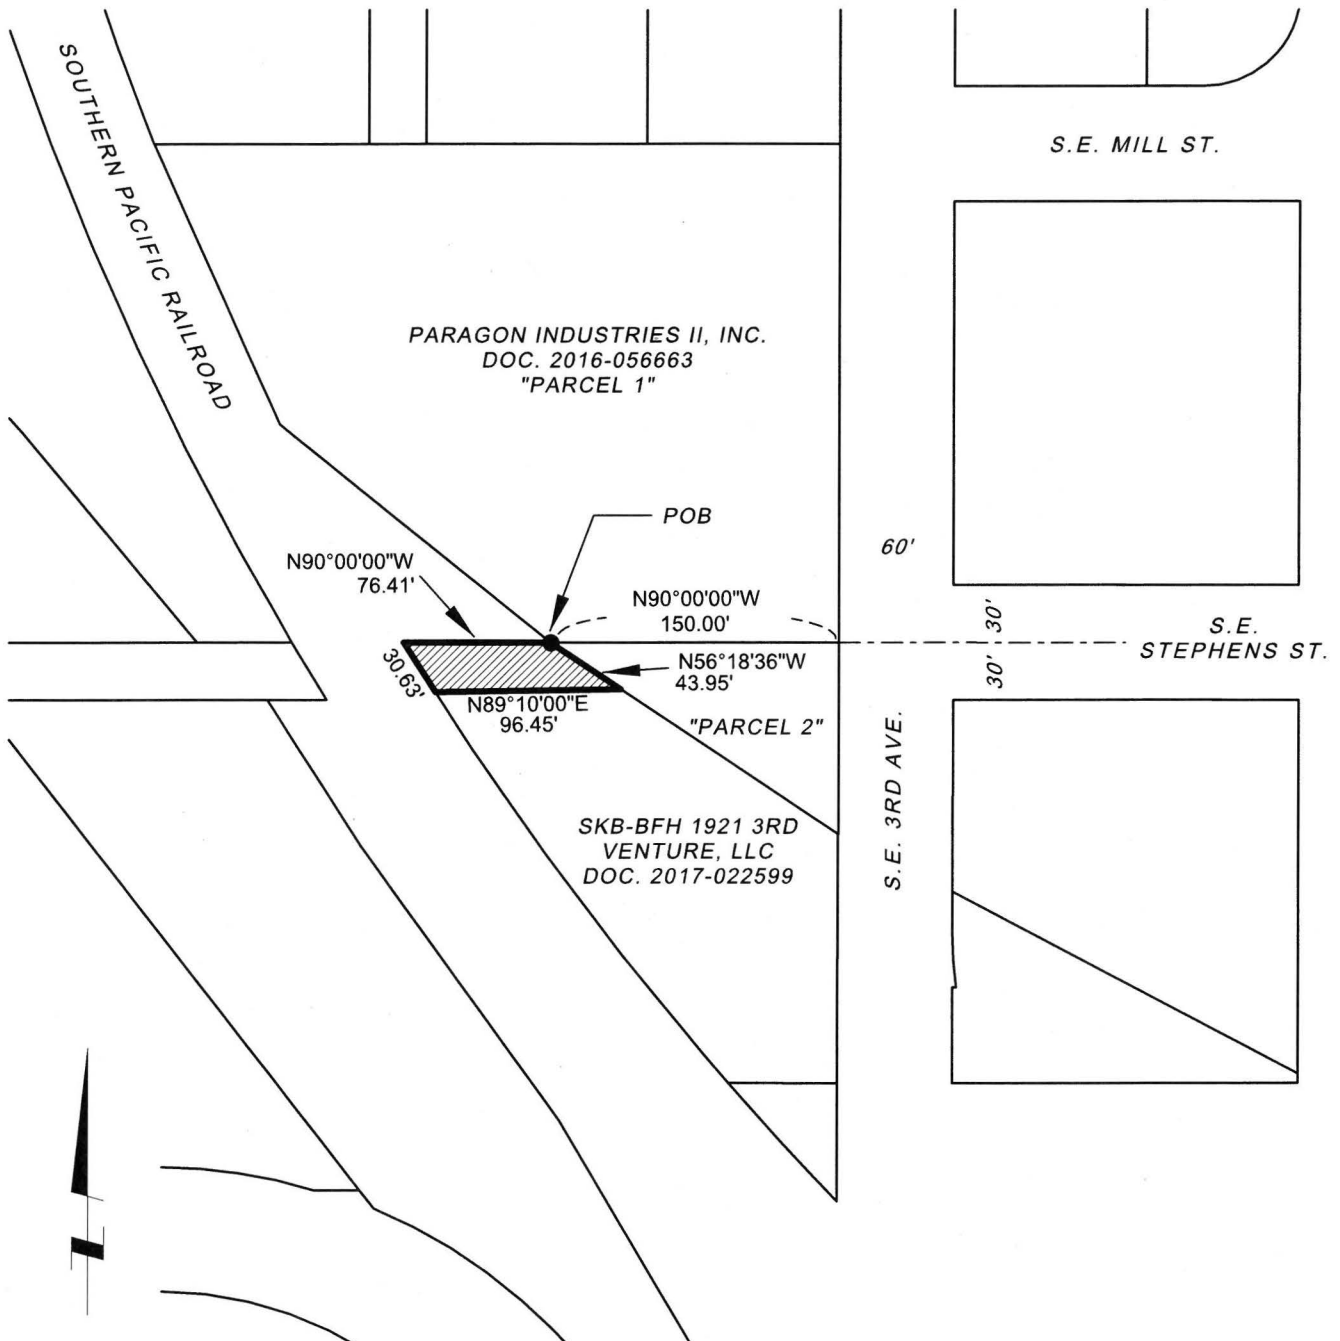 S.E. MILL ST.
SOUTHERN PACIFIC RAILROAD
PARAGON INDUSTRIES II, INC.
DOC. 2016-056663
"PARCEL 1"
POB
60'
N90°00'00"W
76.41'
N90°00'00"W
150.00'
30'
30'
S.E.
STEPHENS ST.
N56°18'36"W
43.95'
30.63'
N89°10'00"E
96.45'
"PARCEL 2"
S.E. 3RD AVE.
SKB-BFH 1921 3RD
VENTURE, LLC
DOC. 2017-022599
N